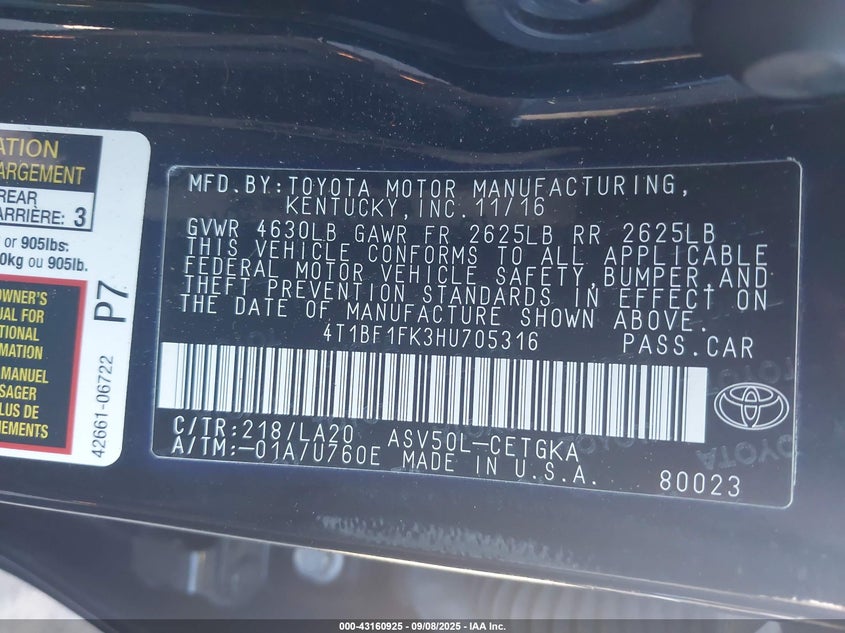 ATION
ARGEMENT
REAR
ARRIÈRE: 3
or 905lbs:
0kg ou 905lb.
OWNER'S
UAL FOR
TIONAL
RMATION
MANUEL
SAGER
PLUS DE
NEMENTS
P7
42661-06722
MFD.BY:TOYOTA MOTOR MANUFACTURING,
KENTUCKY,INC.11/16
GVWR 4630LB GAWR FR 2625LB RR 2625LB
THIS VEHICLE CONFORMS TO ALL APPLICABLE
FEDERAL MOTOR VEHICLE SAFETY,BUMPER,AND
THEFT PREVENTION STANDARDS IN EFFECT ON
THE DATE OF MANUFACTURE SHOWN ABOVE.
4T1BF1FK3HU705316 PASS.CAR
C/TR:218/LA20 ASV50L-CETGKA
A/TM:-01A/U760E MADE IN U.S.A.
80023
TOYOTA
000-43160925 - 09/08/2025 - IAA Inc.